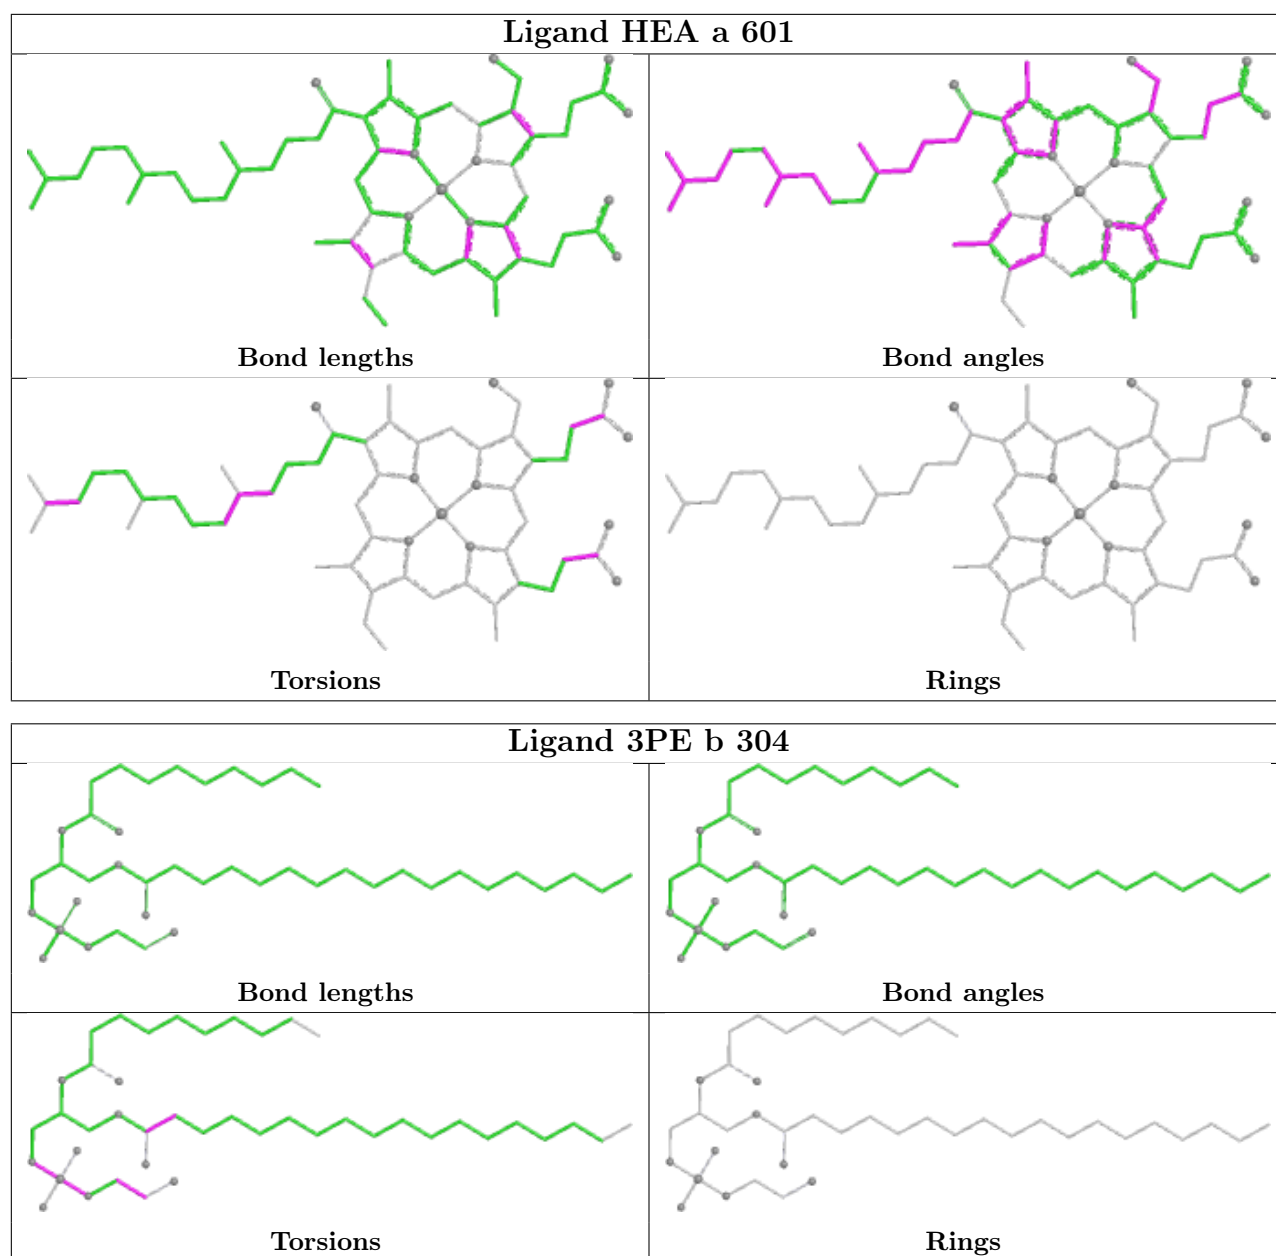 Ligand HEA a 601
Bond lengths
Bond angles
Torsions
Rings
Ligand 3PE b 304
Bond lengths
Bond angles
Torsions
Rings